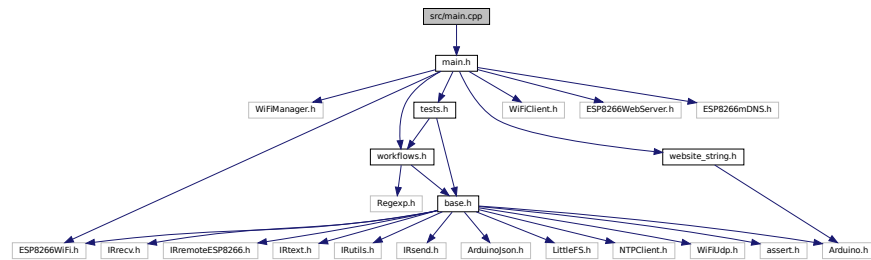 src/main.cpp
main.h
WiFiManager.h
tests.h
WiFiClient.h
ESP8266WebServer.h
ESP8266mDNS.h
workflows.h
website_string.h
Regexp.h
base.h
ESP8266WiFi.h
IRrecv.h
IRremoteESP8266.h
IRtext.h
IRutils.h
IRsend.h
ArduinoJson.h
LittleFS.h
NTPClient.h
WiFiUdp.h
assert.h
Arduino.h